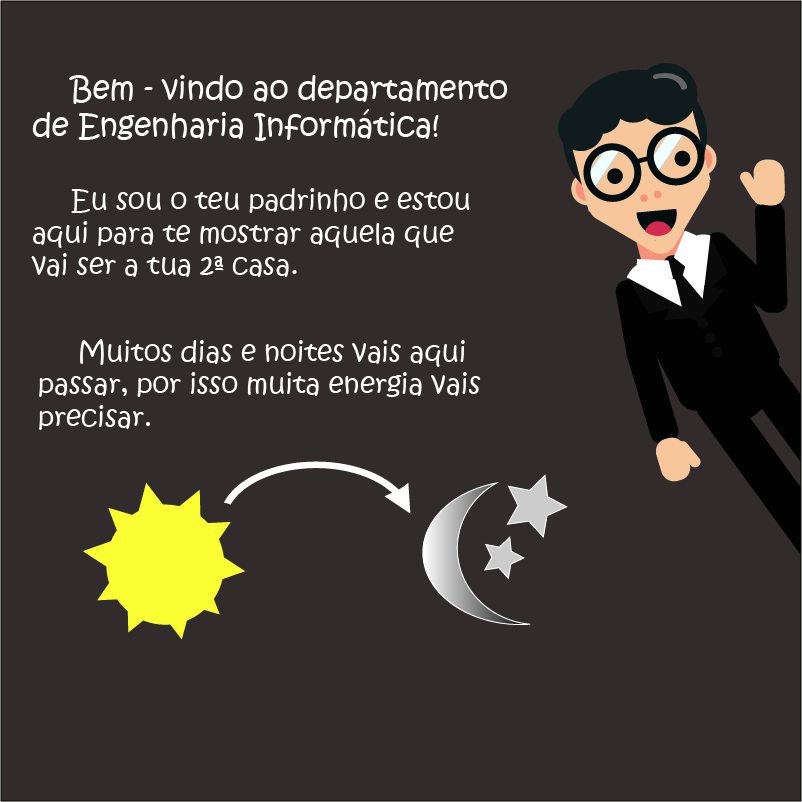 Bem - vindo ao departamento
de Engenharia Informática!
Eu sou o teu padrinho e estou
aqui para te mostrar aquela que
vai ser a tua 2ª casa.
Muitos dias e noites vais aqui
passar, por isso muita energia vais
precisar.